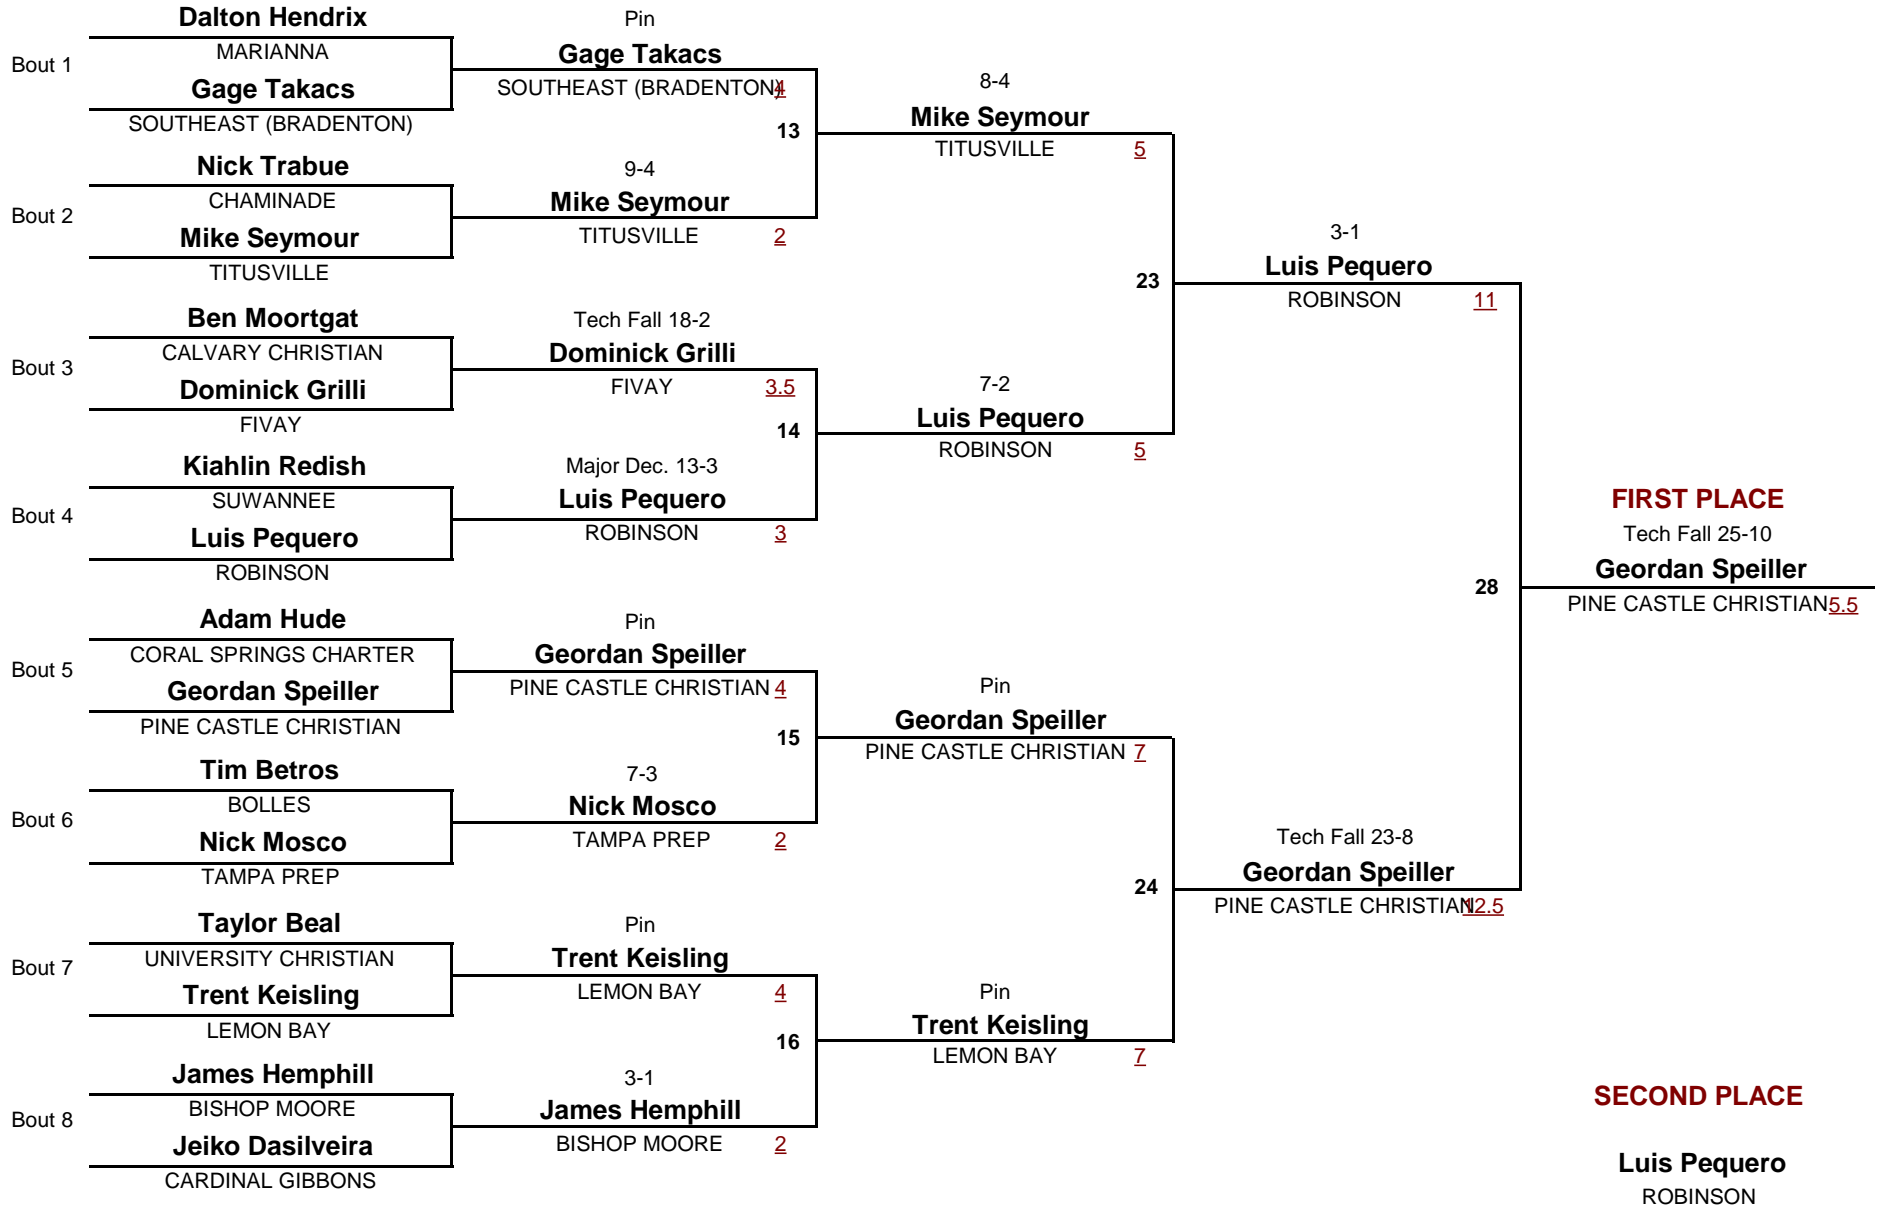 Dalton Hendrix
Bout 1
MARIANNA
Gage Takacs
SOUTHEAST (BRADENTON)
Nick Trabue
Bout 2
CHAMINADE
Mike Seymour
TITUSVILLE
Ben Moortgat
Bout 3
CALVARY CHRISTIAN
Dominick Grilli
FIVAY
Kiahlin Redish
Bout 4
SUWANNEE
Luis Pequero
ROBINSON
Adam Hude
Bout 5
CORAL SPRINGS CHARTER
Geordan Speiller
PINE CASTLE CHRISTIAN
Tim Betros
Bout 6
BOLLES
Nick Mosco
TAMPA PREP
Taylor Beal
Bout 7
UNIVERSITY CHRISTIAN
Trent Keisling
LEMON BAY
James Hemphill
Bout 8
BISHOP MOORE
Jeiko Dasilveira
CARDINAL GIBBONS
Pin
Gage Takacs
SOUTHEAST (BRADENTON) 4
13
9-4
Mike Seymour
TITUSVILLE 2
Tech Fall 18-2
Dominick Grilli
FIVAY 3.5
14
Major Dec. 13-3
Luis Pequero
ROBINSON 3
Pin
Geordan Speiller
PINE CASTLE CHRISTIAN 4
15
7-3
Nick Mosco
TAMPA PREP 2
Pin
Trent Keisling
LEMON BAY 4
16
3-1
James Hemphill
BISHOP MOORE 2
8-4
Mike Seymour
TITUSVILLE 5
23
7-2
Luis Pequero
ROBINSON 5
Pin
Geordan Speiller
PINE CASTLE CHRISTIAN 7
24
Pin
Trent Keisling
LEMON BAY 7
3-1
Luis Pequero
ROBINSON 11
28
Tech Fall 23-8
Geordan Speiller
PINE CASTLE CHRISTIAN 12.5
FIRST PLACE
Tech Fall 25-10
Geordan Speiller
PINE CASTLE CHRISTIAN 5.5
SECOND PLACE
Luis Pequero
ROBINSON